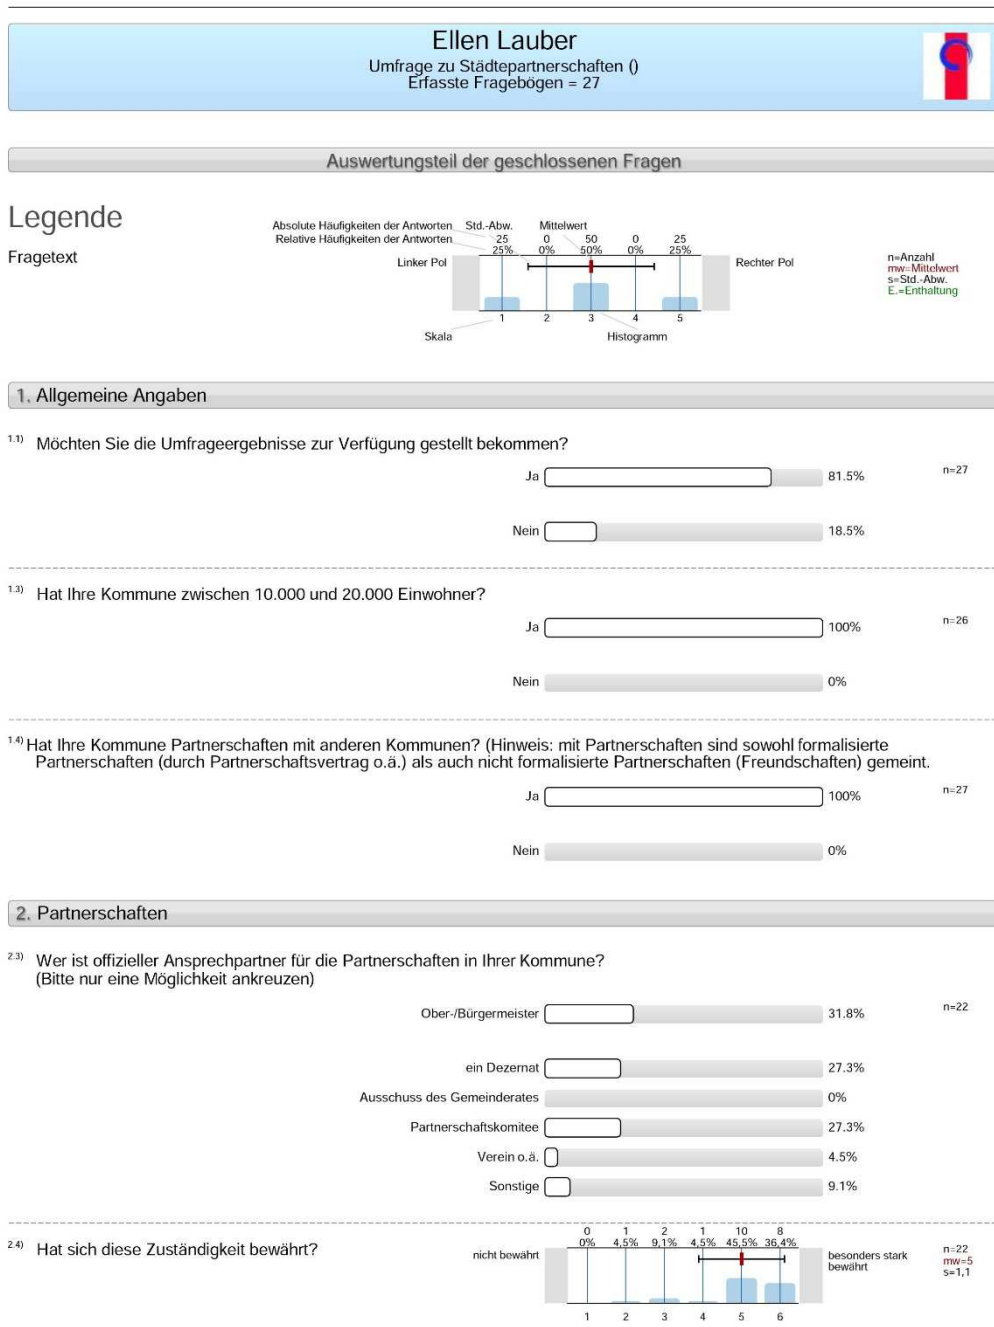 Ellen Lauber
Umfrage zu Städtepartnerschaften ()
Erfasste Fragebögen = 27
Auswertungsteil der geschlossenen Fragen
Legende
Fragetext
Absolute Häufigkeiten der Antworten Std.-Abw. Mittelwert
Relative Häufigkeiten der Antworten 25 0 50 0 25
25% 0% 50% 0% 25%
Linker Pol Rechter Pol
1 2 3 4 5
Skala Histogramm
n=Anzahl
mw=Mittelwert
s=Std.-Abw.
E.=Enthaltung
1. Allgemeine Angaben
1.1) Möchten Sie die Umfrageergebnisse zur Verfügung gestellt bekommen?
Ja 81.5% n=27
Nein 18.5%
1.3) Hat Ihre Kommune zwischen 10.000 und 20.000 Einwohner?
Ja 100% n=26
Nein 0%
1.4) Hat Ihre Kommune Partnerschaften mit anderen Kommunen? (Hinweis: mit Partnerschaften sind sowohl formalisierte
Partnerschaften (durch Partnerschaftsvertrag o.ä.) als auch nicht formalisierte Partnerschaften (Freundschaften) gemeint.
Ja 100% n=27
Nein 0%
2. Partnerschaften
2.3) Wer ist offizieller Ansprechpartner für die Partnerschaften in Ihrer Kommune?
(Bitte nur eine Möglichkeit ankreuzen)
Ober-/Bürgermeister 31.8% n=22
ein Dezernat 27.3%
Ausschuss des Gemeinderates 0%
Partnerschaftskomitee 27.3%
Verein o.ä. 4.5%
Sonstige 9.1%
2.4) Hat sich diese Zuständigkeit bewährt?
0 1 2 1 10 8
0% 4,5% 9,1% 4,5% 45,5% 36,4%
nicht bewährt besonders stark
bewährt
n=22
mw=5
s=1,1
1 2 3 4 5 6